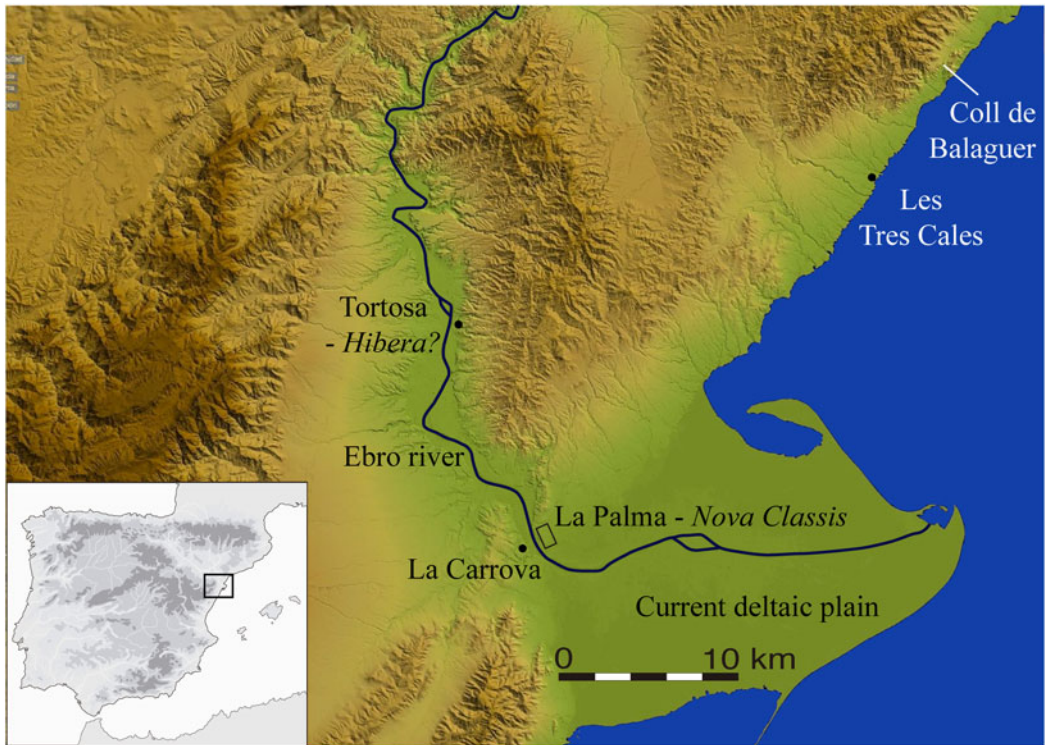 Coll de
Balaguer
Les
Tres Cales
Tortosa
- Hibera?
Ebro river
La Palma - Nova Classis
La Carrova
Current deltaic plain
0 10 km